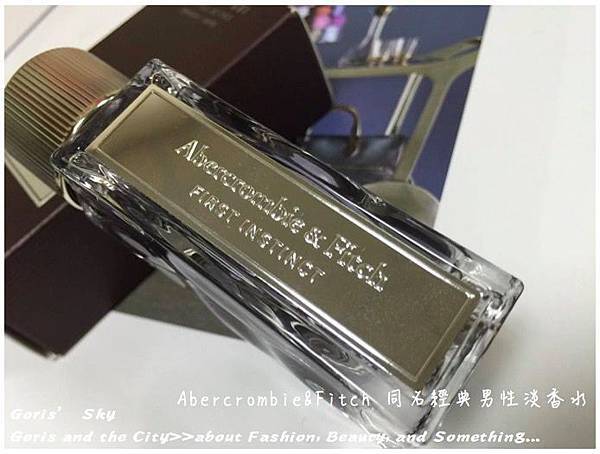 Abercrombie & Fitch
FIRST INSTINCT
Abercrombie&Fitch 同名經典男性淡香水
Goris' Sky
Goris and the City>>about Fashion, Beauty, and Something...